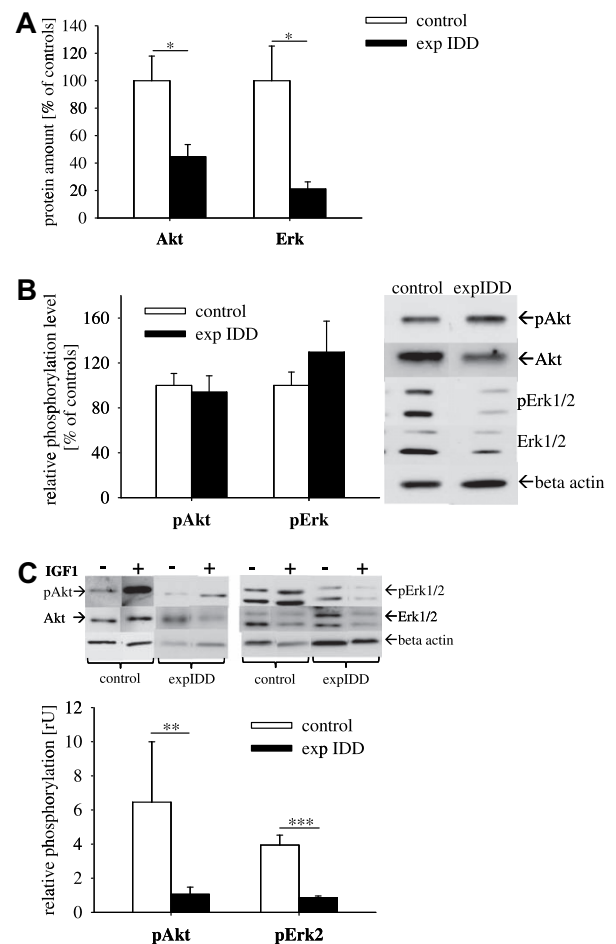 A
protein amount [% of controls]
140
120
100
80
60
40
20
0
control
exp IDD
*
*
Akt Erk
B
relative phosphorylation level
[% of controls]
160
120
80
40
0
control
exp IDD
pAkt pErk
control expIDD
←pAkt
←Akt
pErk1/2
Erk1/2
←beta actin
C
IGF1 - + - + - + - +
pAkt→
Akt →
←pErk1/2
←Erk1/2
←beta actin
control expIDD control expIDD
relative phosphorylation [rU]
12
10
8
6
4
2
0
control
exp IDD
**
***
pAkt pErk2